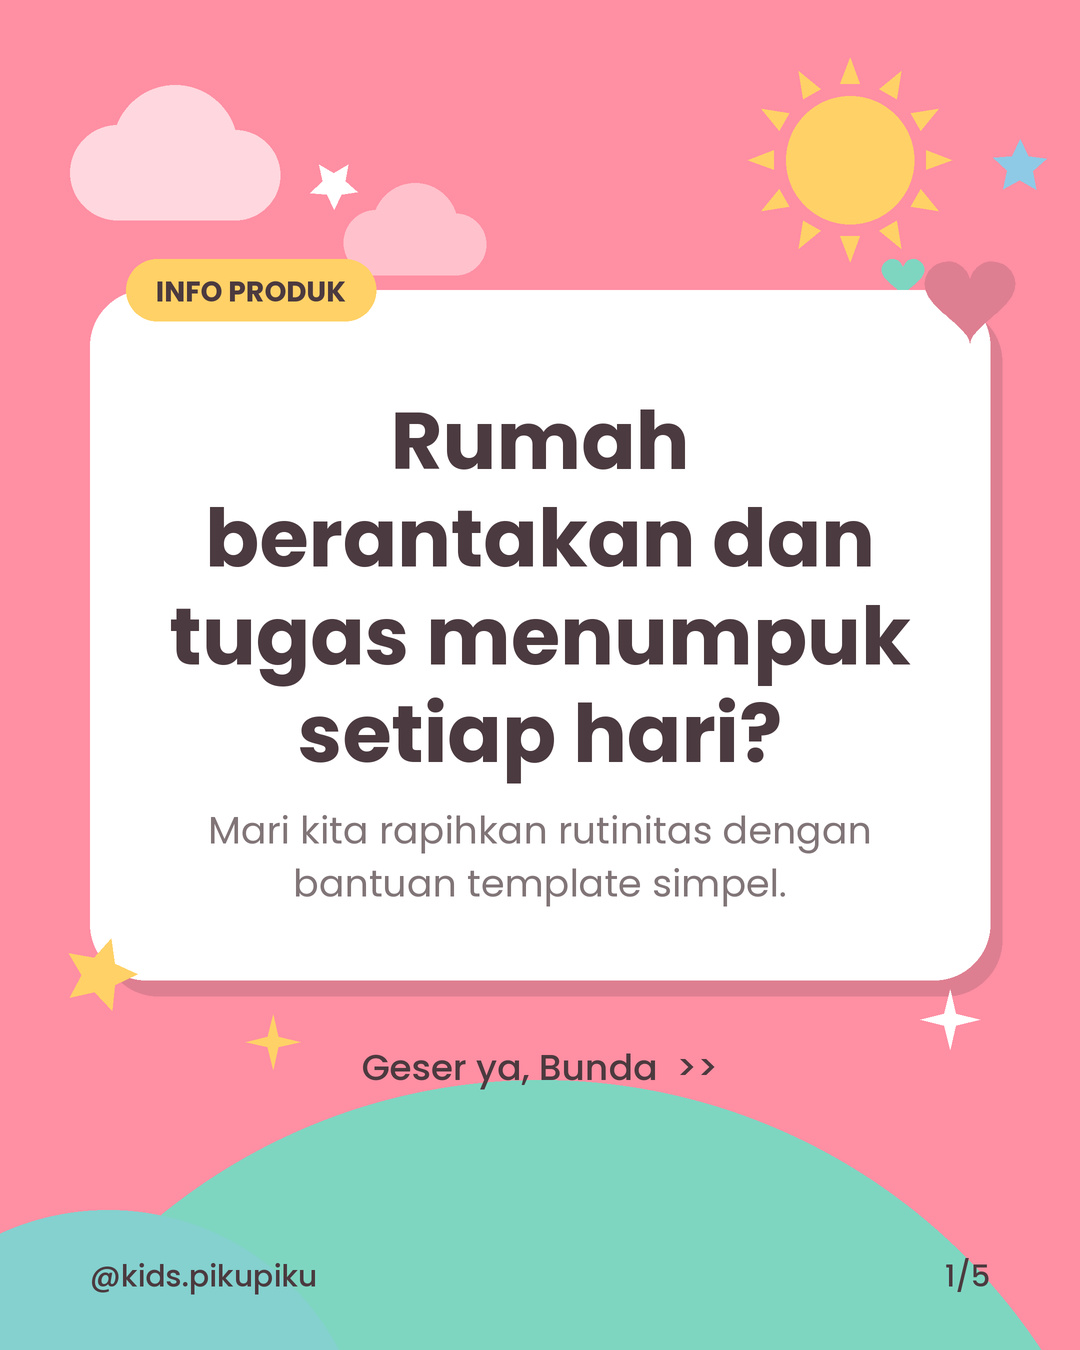 INFO PRODUK
Rumah
berantakan dan
tugas menumpuk
setiap hari?
Mari kita rapihkan rutinitas dengan
bantuan template simpel.
Geser ya, Bunda >>
@kids.pikupiku
1/5